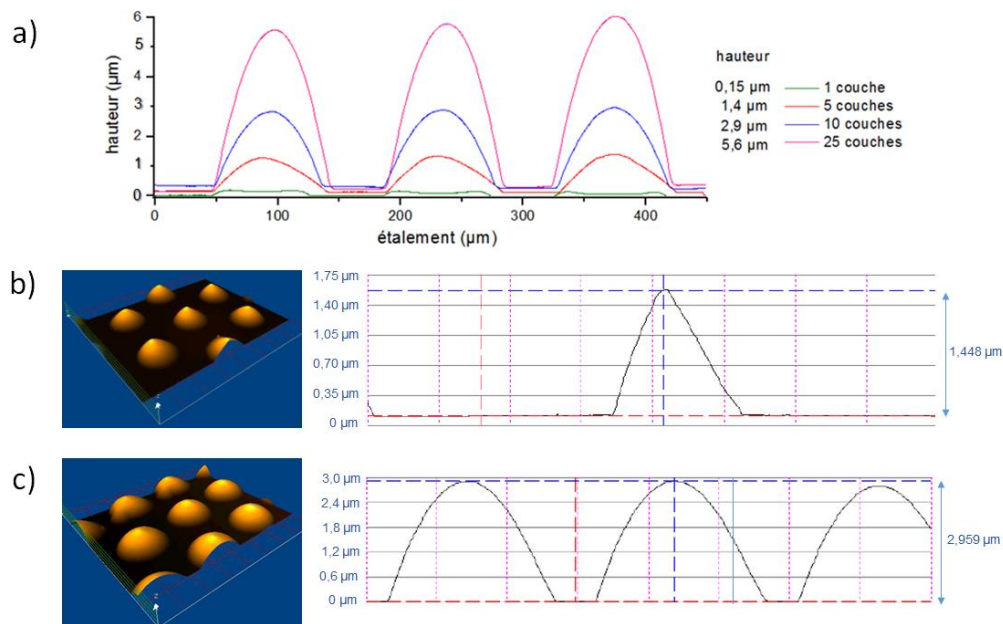 a)
hauteur (µm)
6
5
4
3
2
1
0
0
100
200
300
400
étalement (µm)
hauteur
0,15 µm
1 couche
1,4 µm
5 couches
2,9 µm
10 couches
5,6 µm
25 couches
b)
z
1,75 µm
1,40 µm
1,05 µm
0,70 µm
0,35 µm
0 µm
1,448 µm
c)
z
3,0 µm
2,4 µm
1,8 µm
1,2 µm
0,6 µm
0 µm
2,959 µm